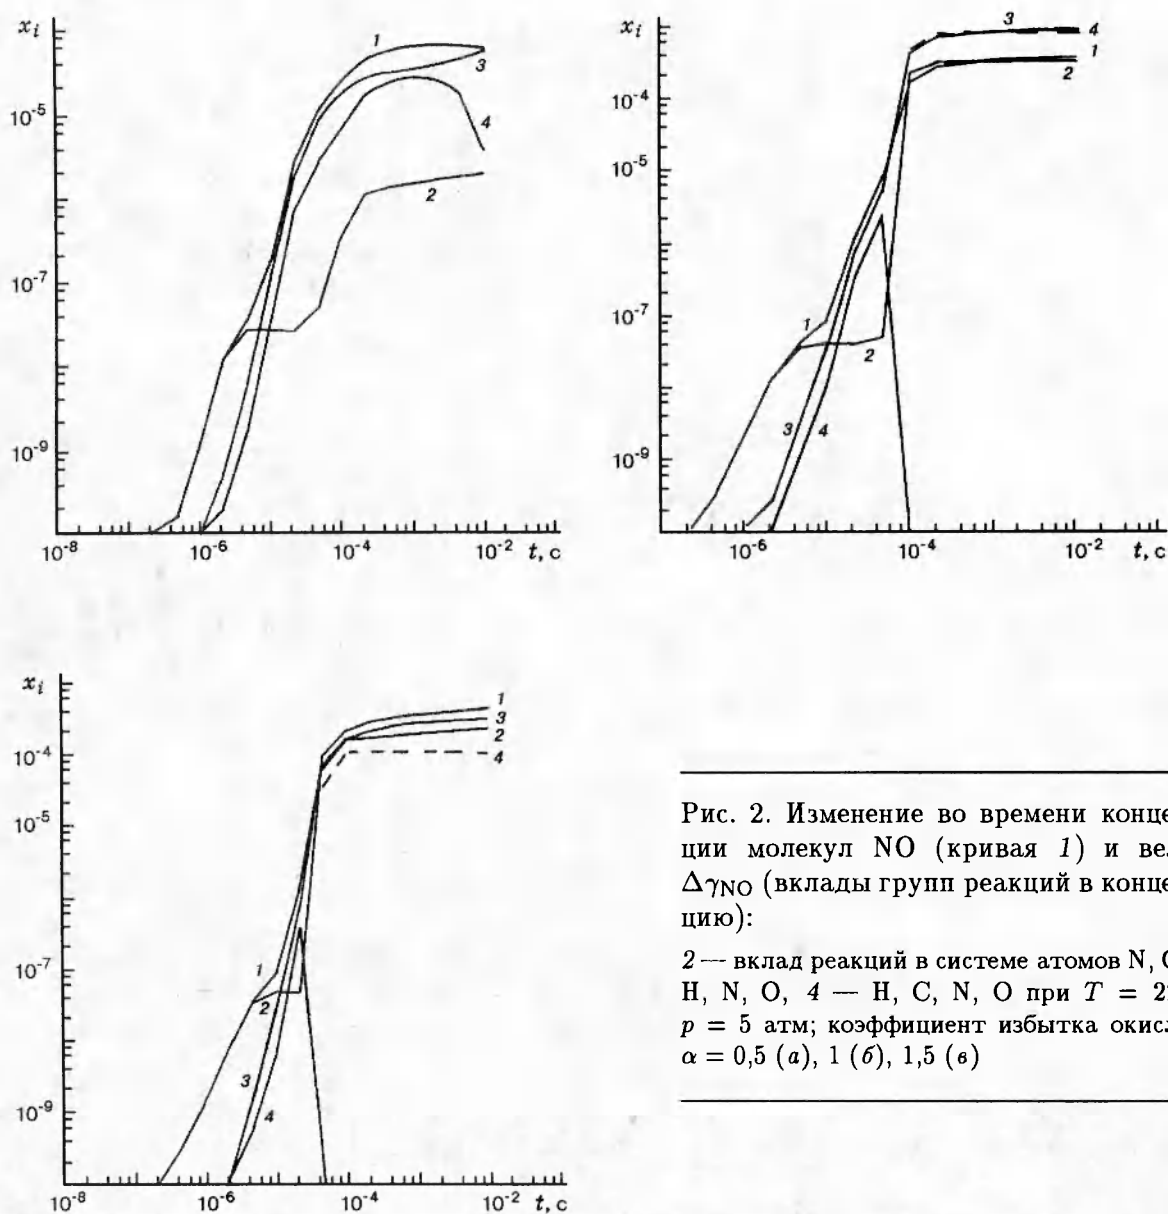 x_i
10^-5
10^-7
10^-9
10^-8
10^-6
10^-4
10^-2 t, с
1
3
4
2
x_i
10^-4
10^-5
10^-7
10^-9
10^-6
10^-4
10^-2 t, с
3
4
1
2
1
2
3
4
x_i
10^-4
10^-5
10^-7
10^-9
10^-8
10^-6
10^-4
10^-2 t, с
1
3
2
4
1
2
3
4
Рис. 2. Изменение во времени конце
ции молекул NO (кривая 1) и вел
Δγ_NO (вклады групп реакций в конце
цию):
2 — вклад реакций в системе атомов N, 
H, N, O, 4 — H, C, N, O при T = 2
p = 5 атм; коэффициент избытка окисл
α = 0,5 (а), 1 (б), 1,5 (в)